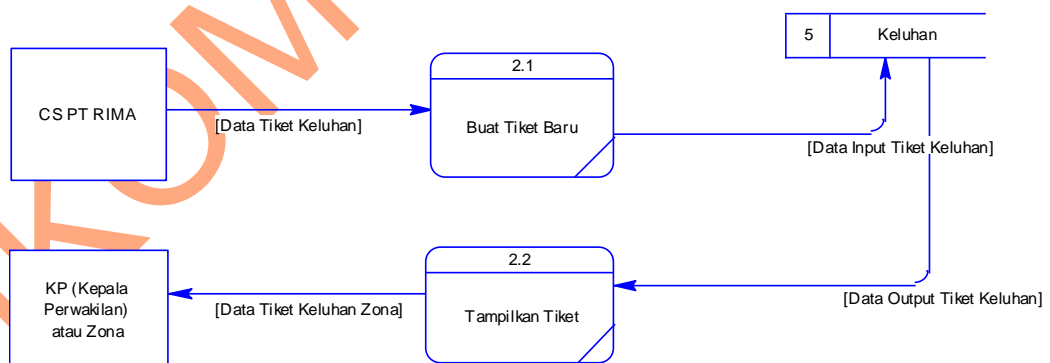 5
Keluhan
2.1
CS PT RIMA
Buat Tiket Baru
[Data Tiket Keluhan]
[Data Input Tiket Keluhan]
2.2
KP (Kepala
Perwakilan)
atau Zona
[Data Tiket Keluhan Zona]
Tampilkan Tiket
[Data Output Tiket Keluhan]
KOM